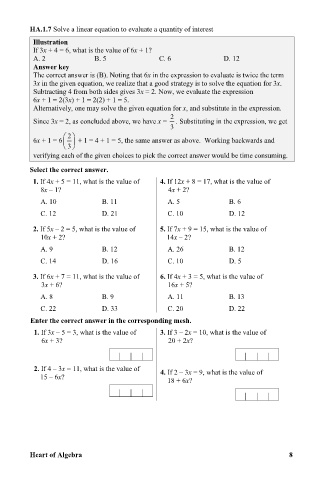 HA.1.7 Solve a linear equation to evaluate a quantity of interest
Illustration
If 3x + 4 = 6, what is the value of 6x + 1?
A. 2 B. 5 C. 6 D. 12
Answer key
The correct answer is (B). Noting that 6x in the expression to evaluate is twice the term
3x in the given equation, we realize that a good strategy is to solve the equation for 3x.
Subtracting 4 from both sides gives 3x = 2. Now, we evaluate the expression
6x + 1 = 2(3x) + 1 = 2(2) + 1 = 5.
Alternatively, one may solve the given equation for x, and substitute in the expression.
Since 3x = 2, as concluded above, we have x = 2/3. Substituting in the expression, we get
6x + 1 = 6(2/3) + 1 = 4 + 1 = 5, the same answer as above. Working backwards and
verifying each of the given choices to pick the correct answer would be time consuming.
Select the correct answer.
1. If 4x + 5 = 11, what is the value of
8x – 1?
A. 10 B. 11
C. 12 D. 21
2. If 5x – 2 = 5, what is the value of
10x + 2?
A. 9 B. 12
C. 14 D. 16
3. If 6x + 7 = 11, what is the value of
3x + 6?
A. 8 B. 9
C. 22 D. 33
4. If 12x + 8 = 17, what is the value of
4x + 2?
A. 5 B. 6
C. 10 D. 12
5. If 7x + 9 = 15, what is the value of
14x – 2?
A. 26 B. 12
C. 10 D. 5
6. If 4x + 3 = 5, what is the value of
16x + 5?
A. 11 B. 13
C. 20 D. 22
Enter the correct answer in the corresponding mesh.
1. If 3x – 5 = 3, what is the value of
6x + 3?
2. If 4 – 3x = 11, what is the value of
15 – 6x?
3. If 3 – 2x = 10, what is the value of
20 + 2x?
4. If 2 – 3x = 9, what is the value of
18 + 6x?
Heart of Algebra 8